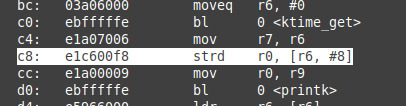 bc: 03a06000 moveq r6, #0
c0: ebfffffe bl 0 <ktime_get>
c4: e1a07006 mov r7, r6
c8: e1c600f8 strd r0, [r6, #8]
cc: e1a00009 mov r0, r9
d0: ebfffffe bl 0 <printk>